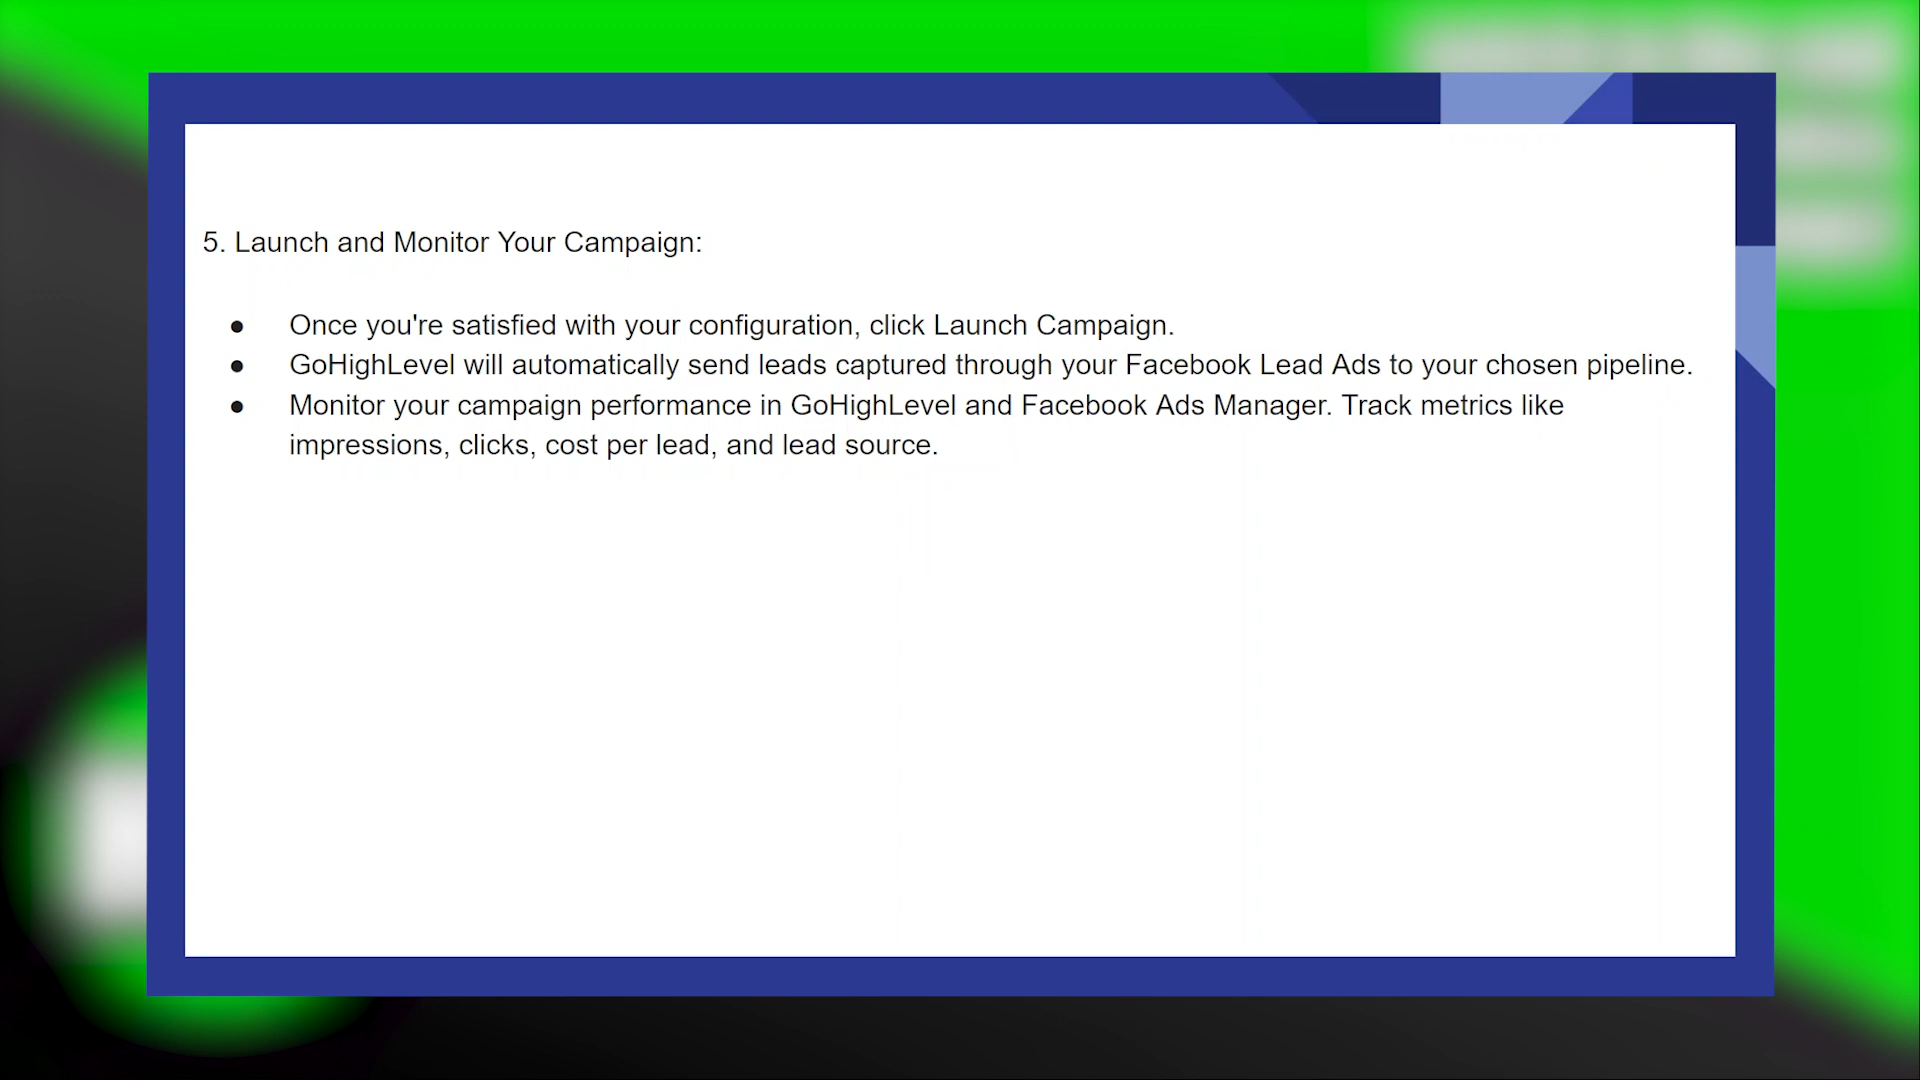 5. Launch and Monitor Your Campaign:
● Once you're satisfied with your configuration, click Launch Campaign.
● GoHighLevel will automatically send leads captured through your Facebook Lead Ads to your chosen pipeline.
● Monitor your campaign performance in GoHighLevel and Facebook Ads Manager. Track metrics like
impressions, clicks, cost per lead, and lead source.